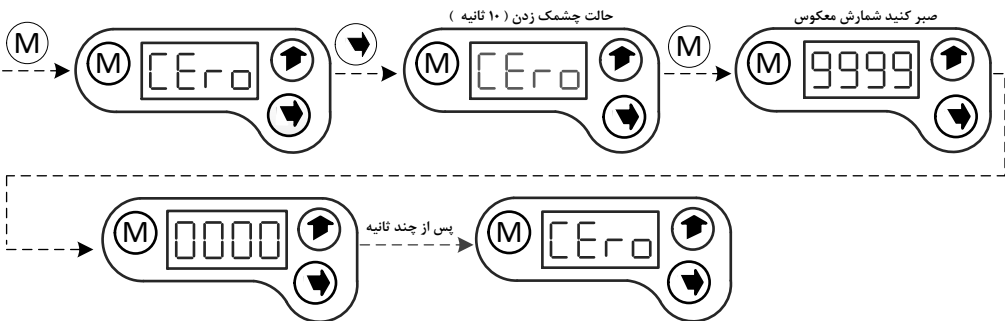 حالت چشمک زدن ( ۱۰ ثانیه )
صبر کنید شمارش معکوس
M
M CEro
M CEro
M
M 9999
M 0000
پس از چند ثانیه
M CEro